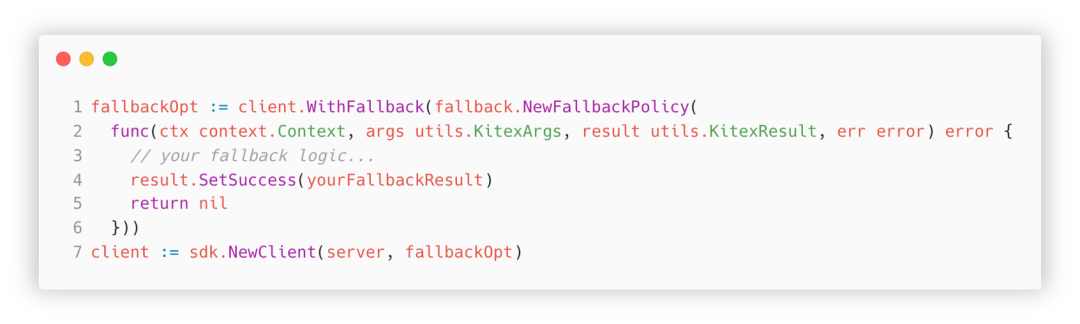 1 fallbackOpt := client.WithFallback(fallback.NewFallbackPolicy(
2   func(ctx context.Context, args utils.KitexArgs, result utils.KitexResult, err error) error {
3     // your fallback logic...
4     result.SetSuccess(yourFallbackResult)
5     return nil
6   }))
7 client := sdk.NewClient(server, fallbackOpt)